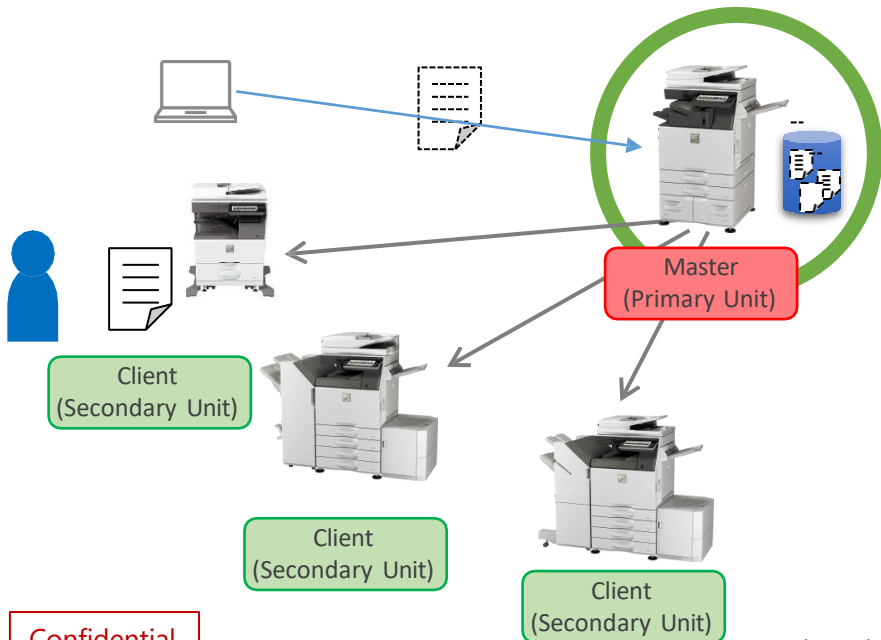 Master
(Primary Unit)
Client
(Secondary Unit)
Client
(Secondary Unit)
Client
(Secondary Unit)
Confidential